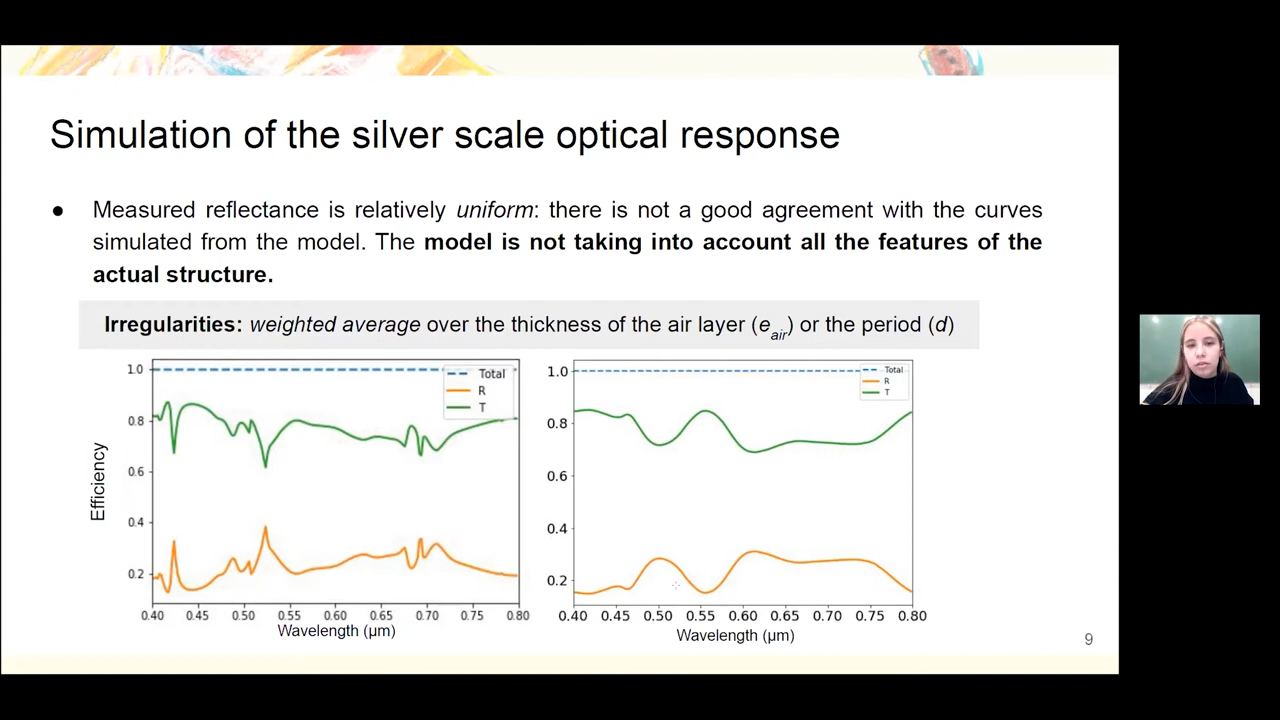 Simulation of the silver scale optical response
● Measured reflectance is relatively uniform: there is not a good agreement with the curves
simulated from the model. The model is not taking into account all the features of the
actual structure.
Irregularities: weighted average over the thickness of the air layer (eair) or the period (d)
Efficiency
1.0
0.8
0.6
0.4
0.2
0.40 0.45 0.50 0.55 0.60 0.65 0.70 0.75 0.80
Wavelength (µm)
Total
R
T
1.0
0.8
0.6
0.4
0.2
0.40 0.45 0.50 0.55 0.60 0.65 0.70 0.75 0.80
Wavelength (µm)
Total
R
T
9